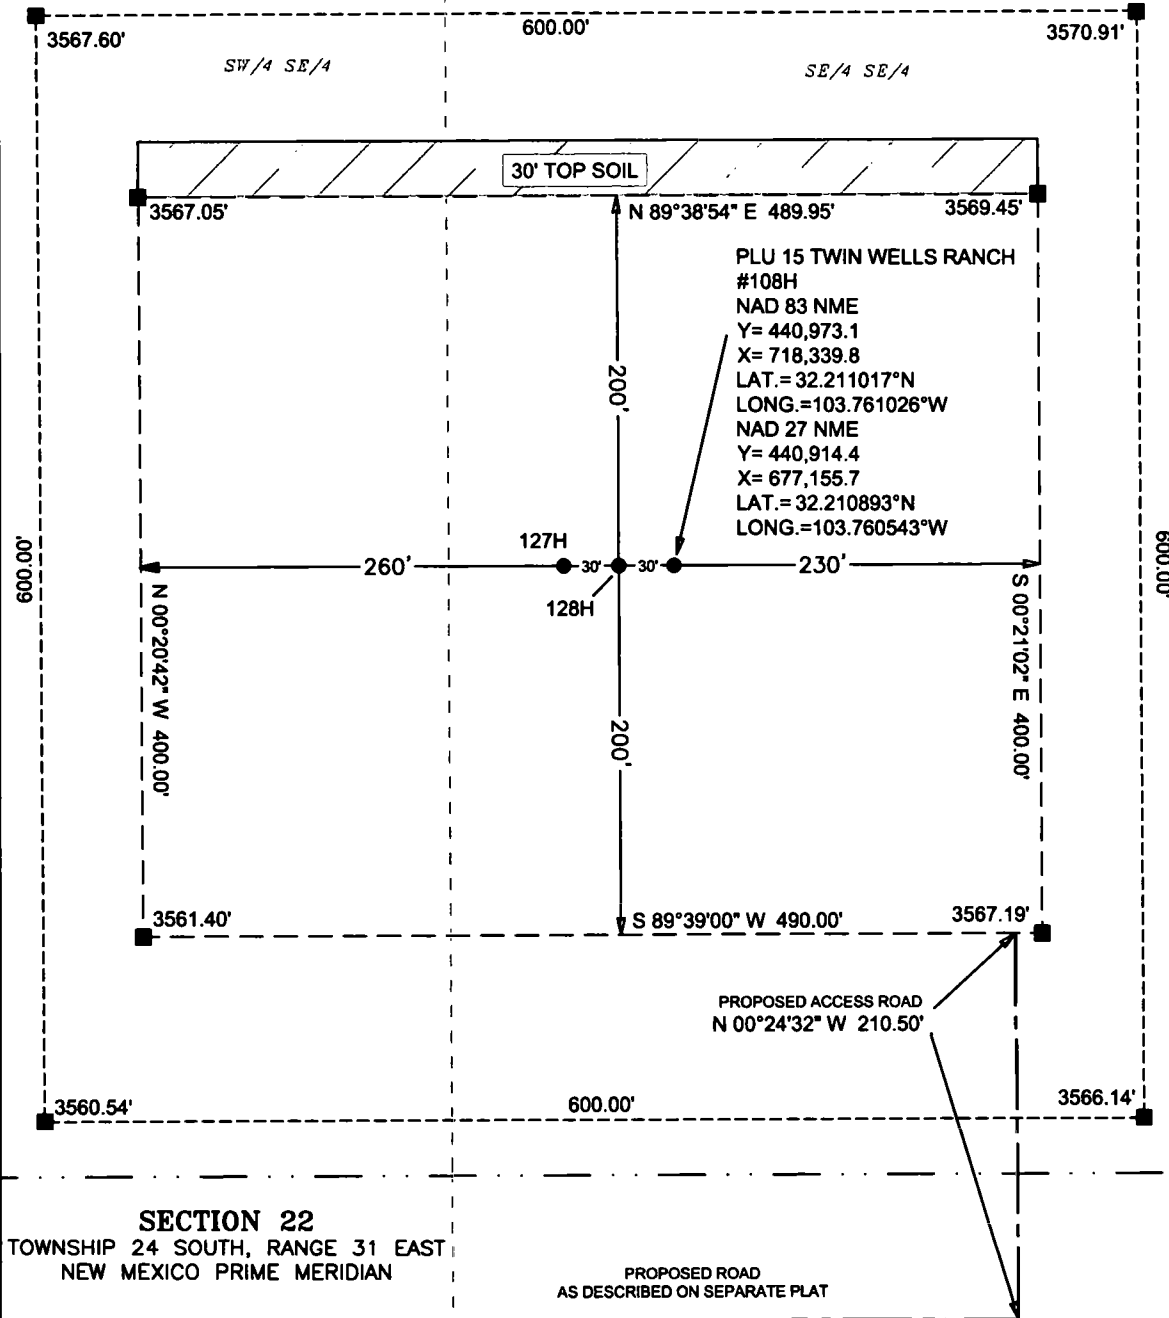 3567.60'
600.00'
3570.91'
SW/4 SE/4
SE/4 SE/4
30' TOP SOIL
3567.05'
N 89°38'54" E 489.95'
3569.45'
PLU 15 TWIN WELLS RANCH
#108H
NAD 83 NME
Y= 440,973.1
X= 718,339.8
LAT.= 32.211017°N
LONG.=103.761026°W
NAD 27 NME
Y= 440,914.4
X= 677,155.7
LAT.= 32.210893°N
LONG.=103.760543°W
200'
600.00'
600.00'
127H
260'
30'
30'
230'
128H
N 00°20'42" W 400.00'
S 00°21'02" E 400.00'
200'
3561.40'
S 89°39'00" W 490.00'
3567.19'
PROPOSED ACCESS ROAD
N 00°24'32" W 210.50'
3560.54'
600.00'
3566.14'
SECTION 22
TOWNSHIP 24 SOUTH, RANGE 31 EAST
NEW MEXICO PRIME MERIDIAN
PROPOSED ROAD
AS DESCRIBED ON SEPARATE PLAT